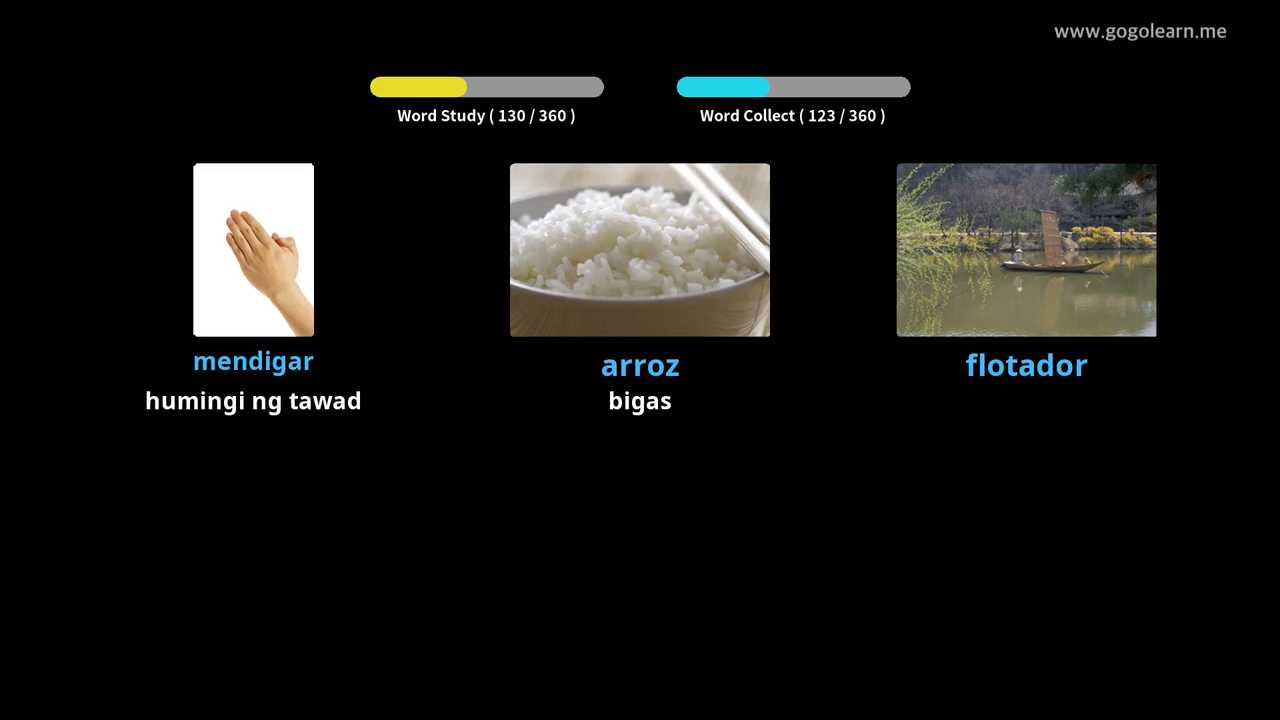 www.gogolearn.me
Word Study ( 130 / 360 )
Word Collect ( 123 / 360 )
mendigar
arroz
flotador
humingi ng tawad
bigas